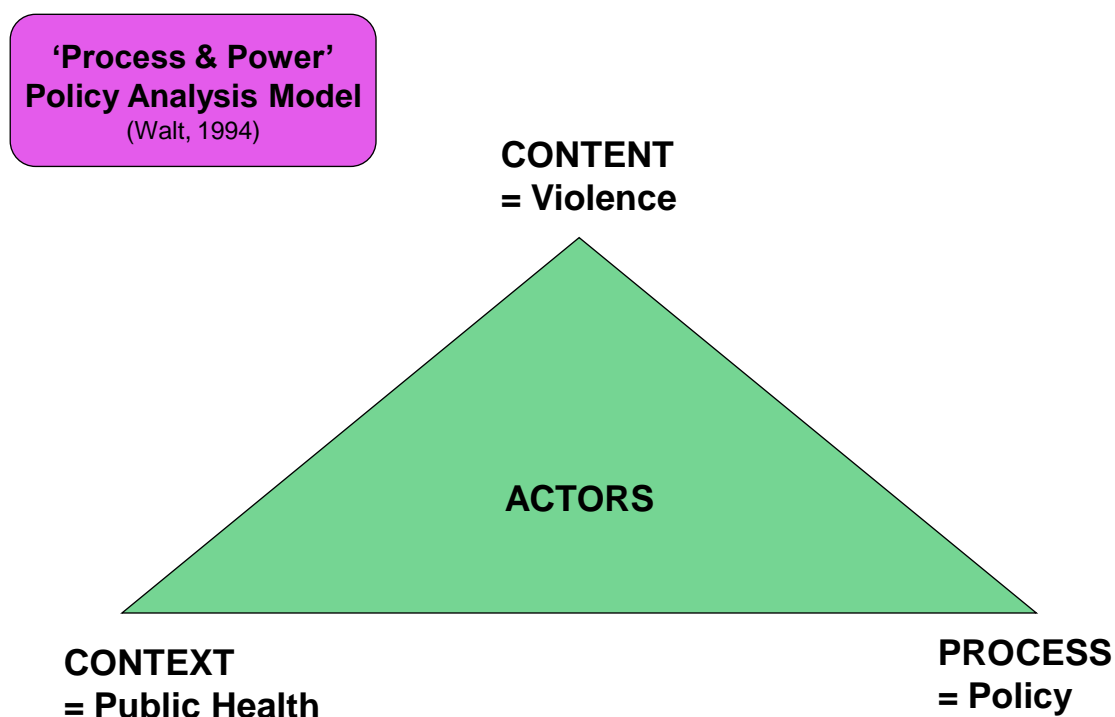 ‘Process & Power’
Policy Analysis Model
(Walt, 1994)
CONTENT
= Violence
ACTORS
CONTEXT
= Public Health
PROCESS
= Policy